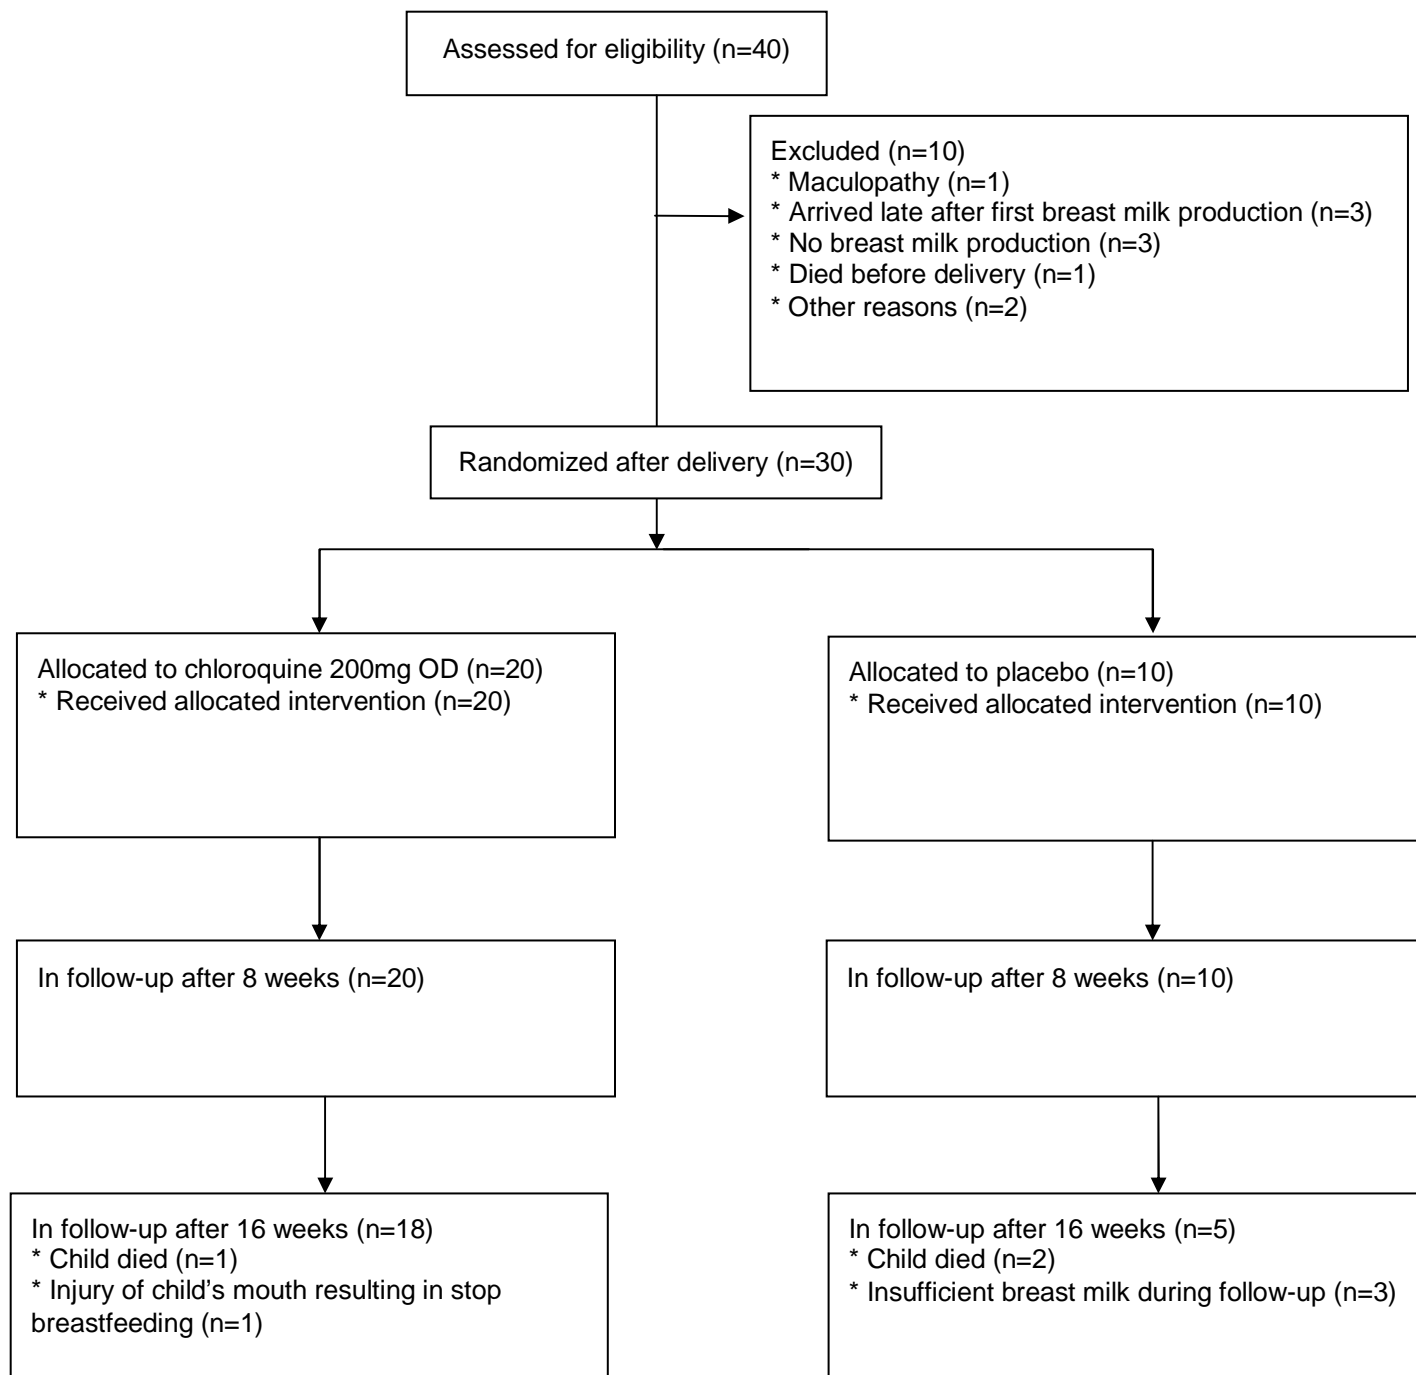 Assessed for eligibility (n=40)
Excluded (n=10)
* Maculopathy (n=1)
* Arrived late after first breast milk production (n=3)
* No breast milk production (n=3)
* Died before delivery (n=1)
* Other reasons (n=2)
Randomized after delivery (n=30)
Allocated to chloroquine 200mg OD (n=20)
* Received allocated intervention (n=20)
Allocated to placebo (n=10)
* Received allocated intervention (n=10)
In follow-up after 8 weeks (n=20)
In follow-up after 8 weeks (n=10)
In follow-up after 16 weeks (n=18)
* Child died (n=1)
* Injury of child’s mouth resulting in stop
breastfeeding (n=1)
In follow-up after 16 weeks (n=5)
* Child died (n=2)
* Insufficient breast milk during follow-up (n=3)